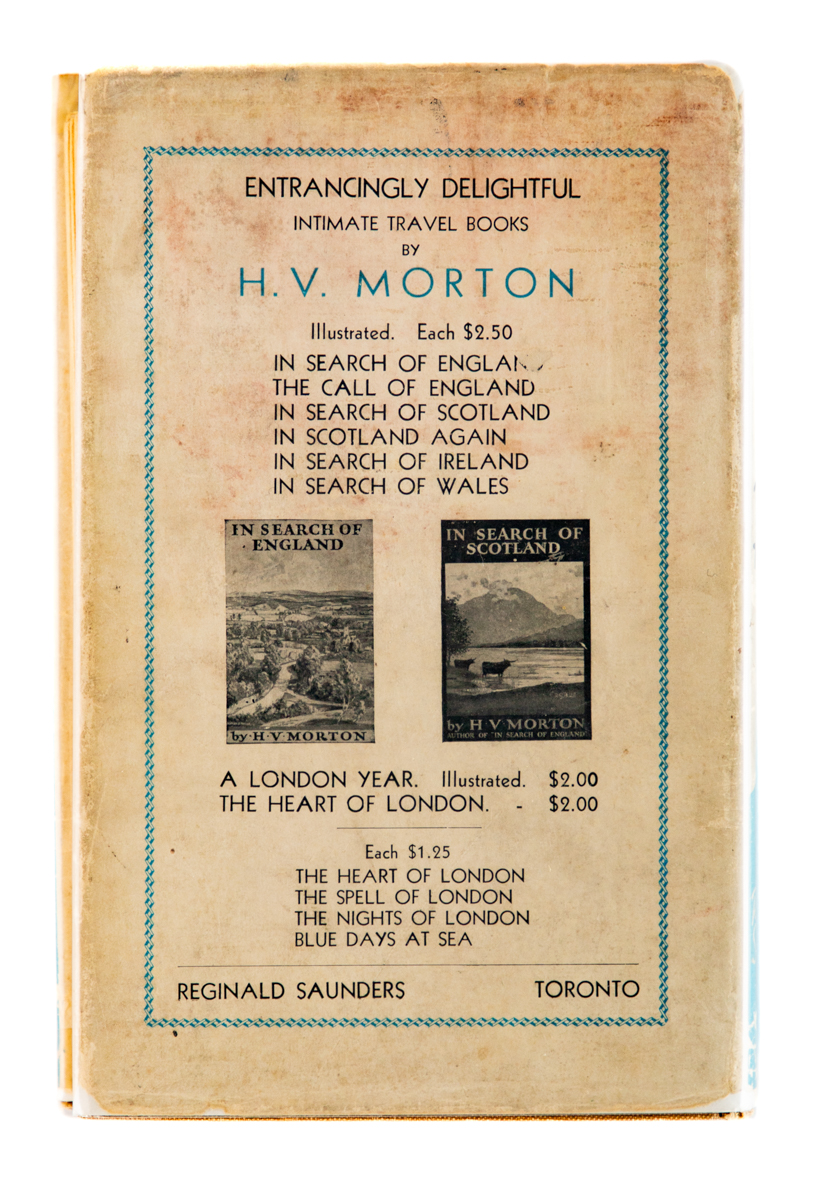 ENTRANCINGLY DELIGHTFUL
INTIMATE TRAVEL BOOKS
BY
H. V. MORTON
Illustrated. Each $2.50
IN SEARCH OF ENGLAND
THE CALL OF ENGLAND
IN SEARCH OF SCOTLAND
IN SCOTLAND AGAIN
IN SEARCH OF IRELAND
IN SEARCH OF WALES
IN SEARCH OF
· ENGLAND
by·H·V·MORTON
IN SEARCH OF
SCOTLAND
by H V MORTON
AUTHOR OF "IN SEARCH OF ENGLAND"
A LONDON YEAR. Illustrated. $2.00
THE HEART OF LONDON. - $2.00
Each $1.25
THE HEART OF LONDON
THE SPELL OF LONDON
THE NIGHTS OF LONDON
BLUE DAYS AT SEA
REGINALD SAUNDERS TORONTO